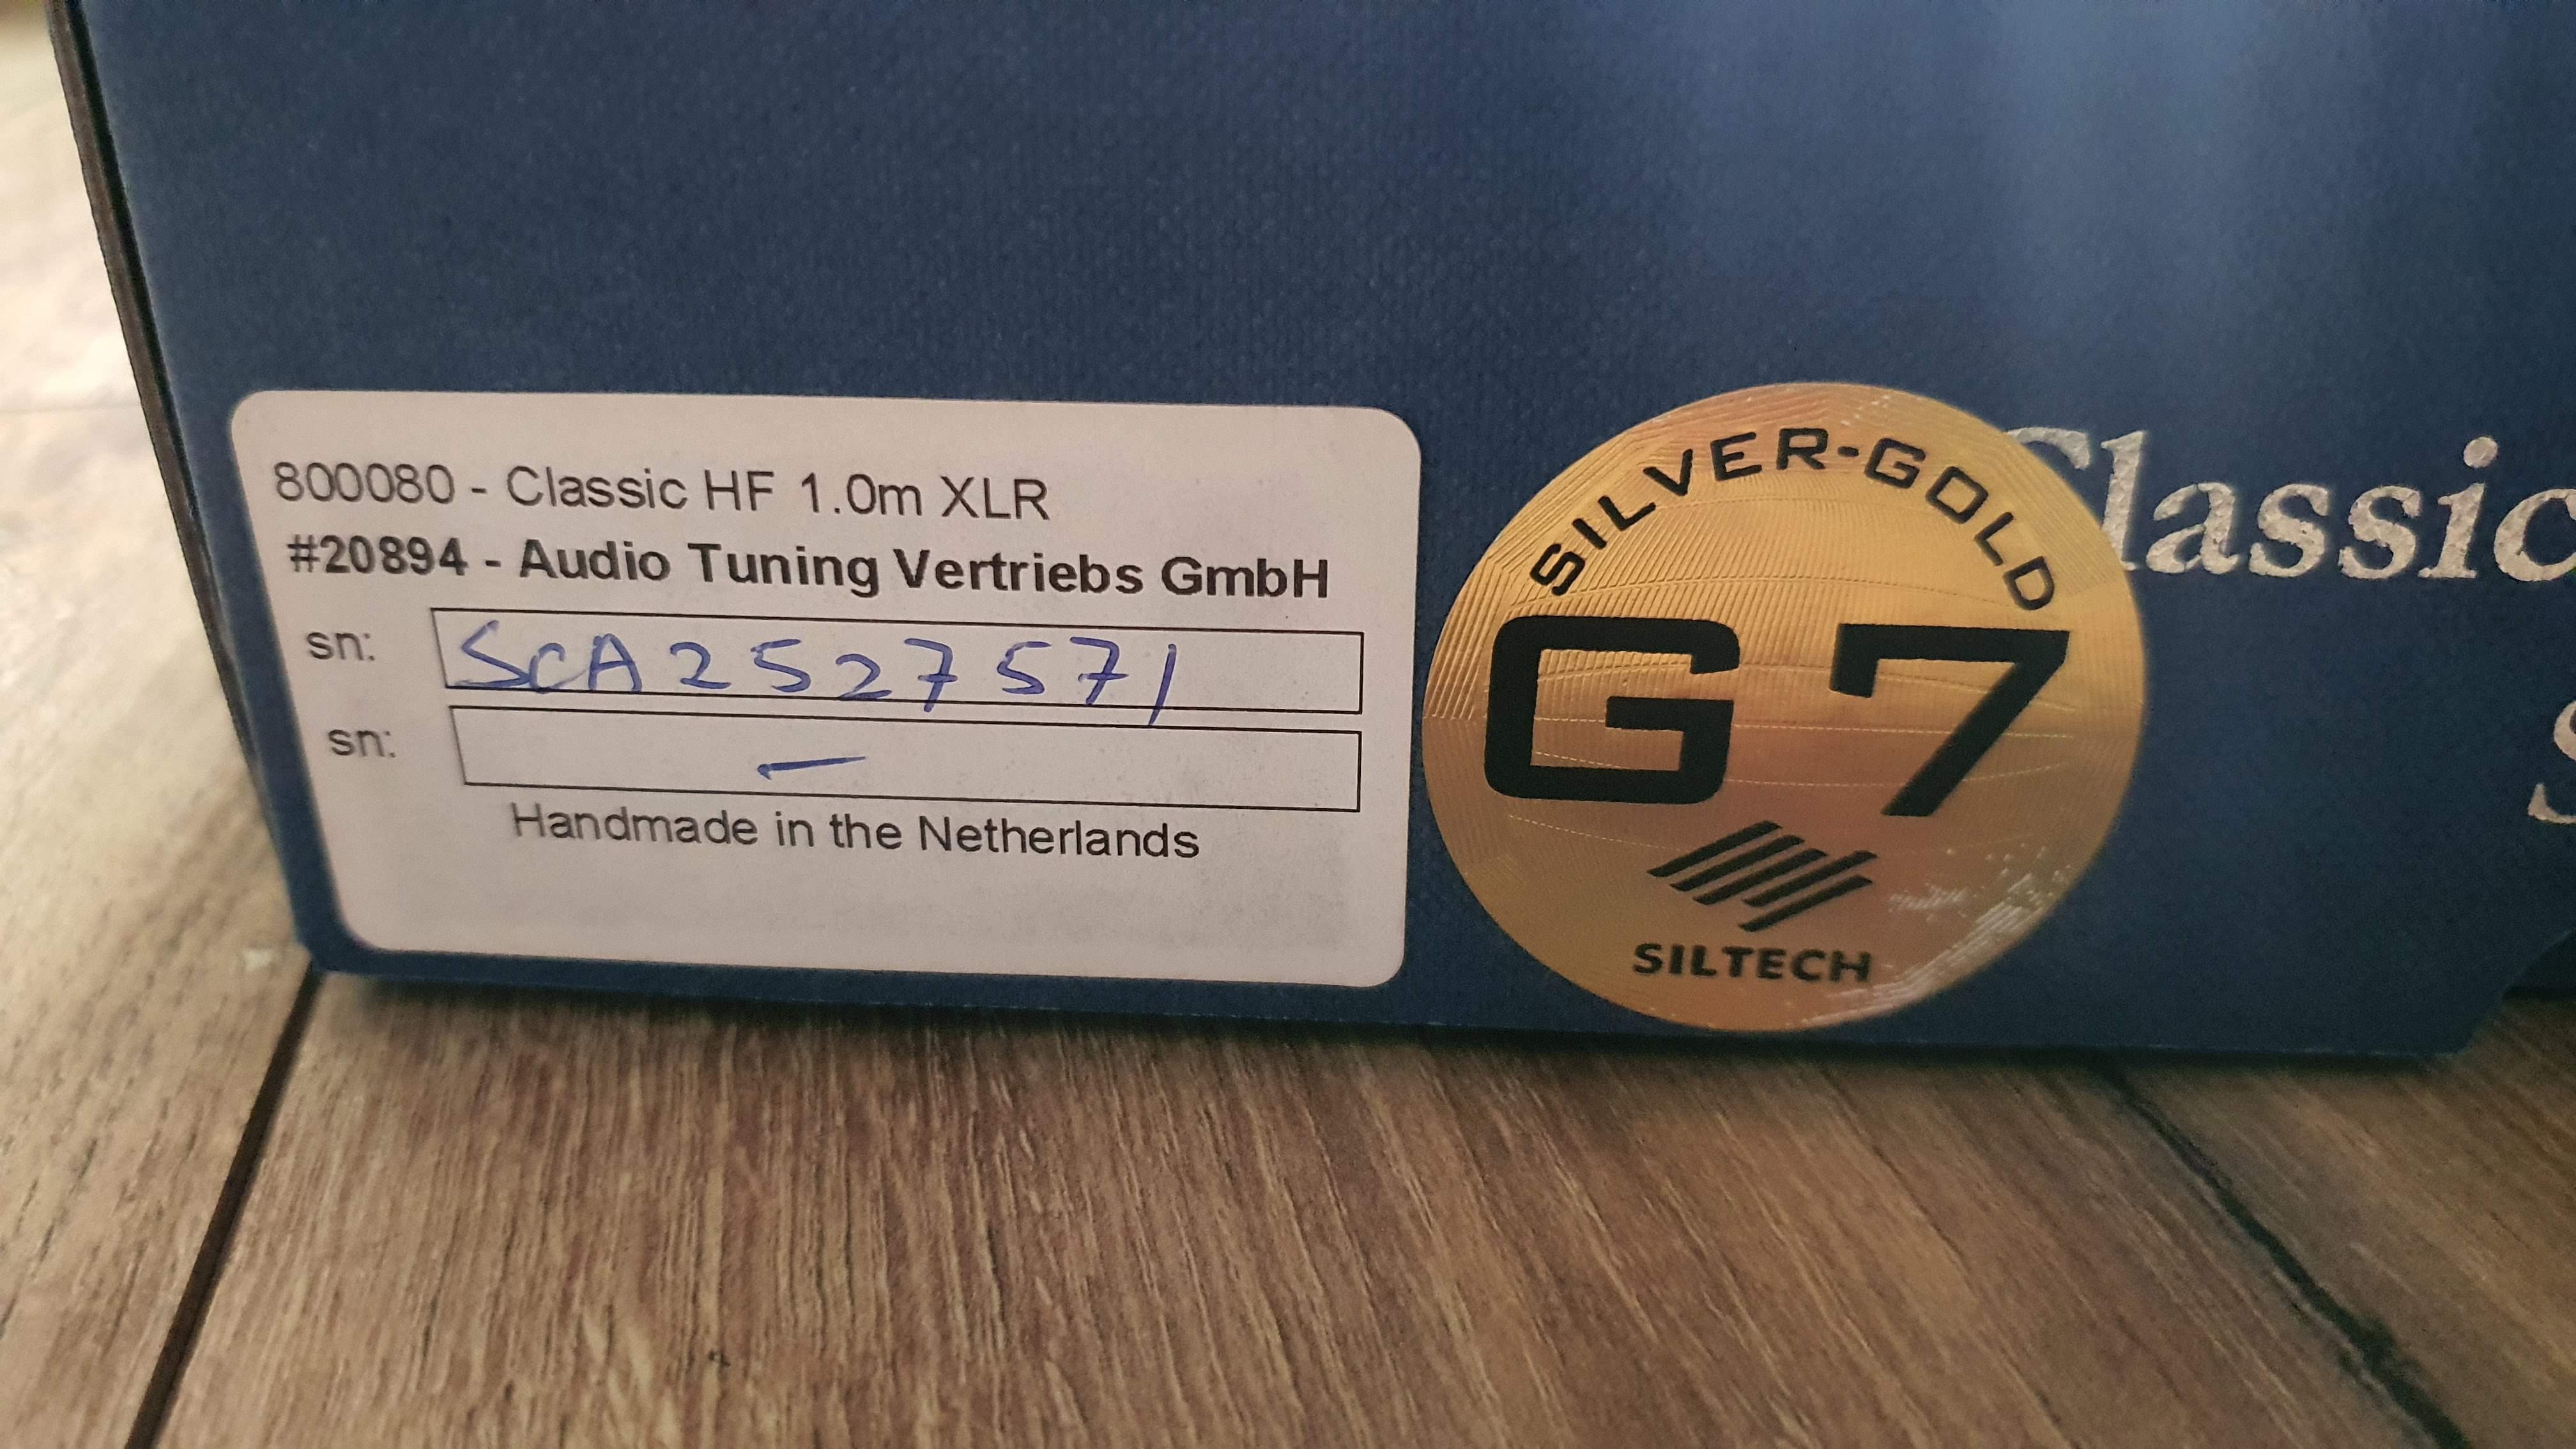 800080 - Classic HF 1.0m XLR
#20894 - Audio Tuning Vertriebs GmbH
sn: SCA2527571
sn: —
Handmade in the Netherlands
SILVER-GOLD
G7
SILTECH
Classic